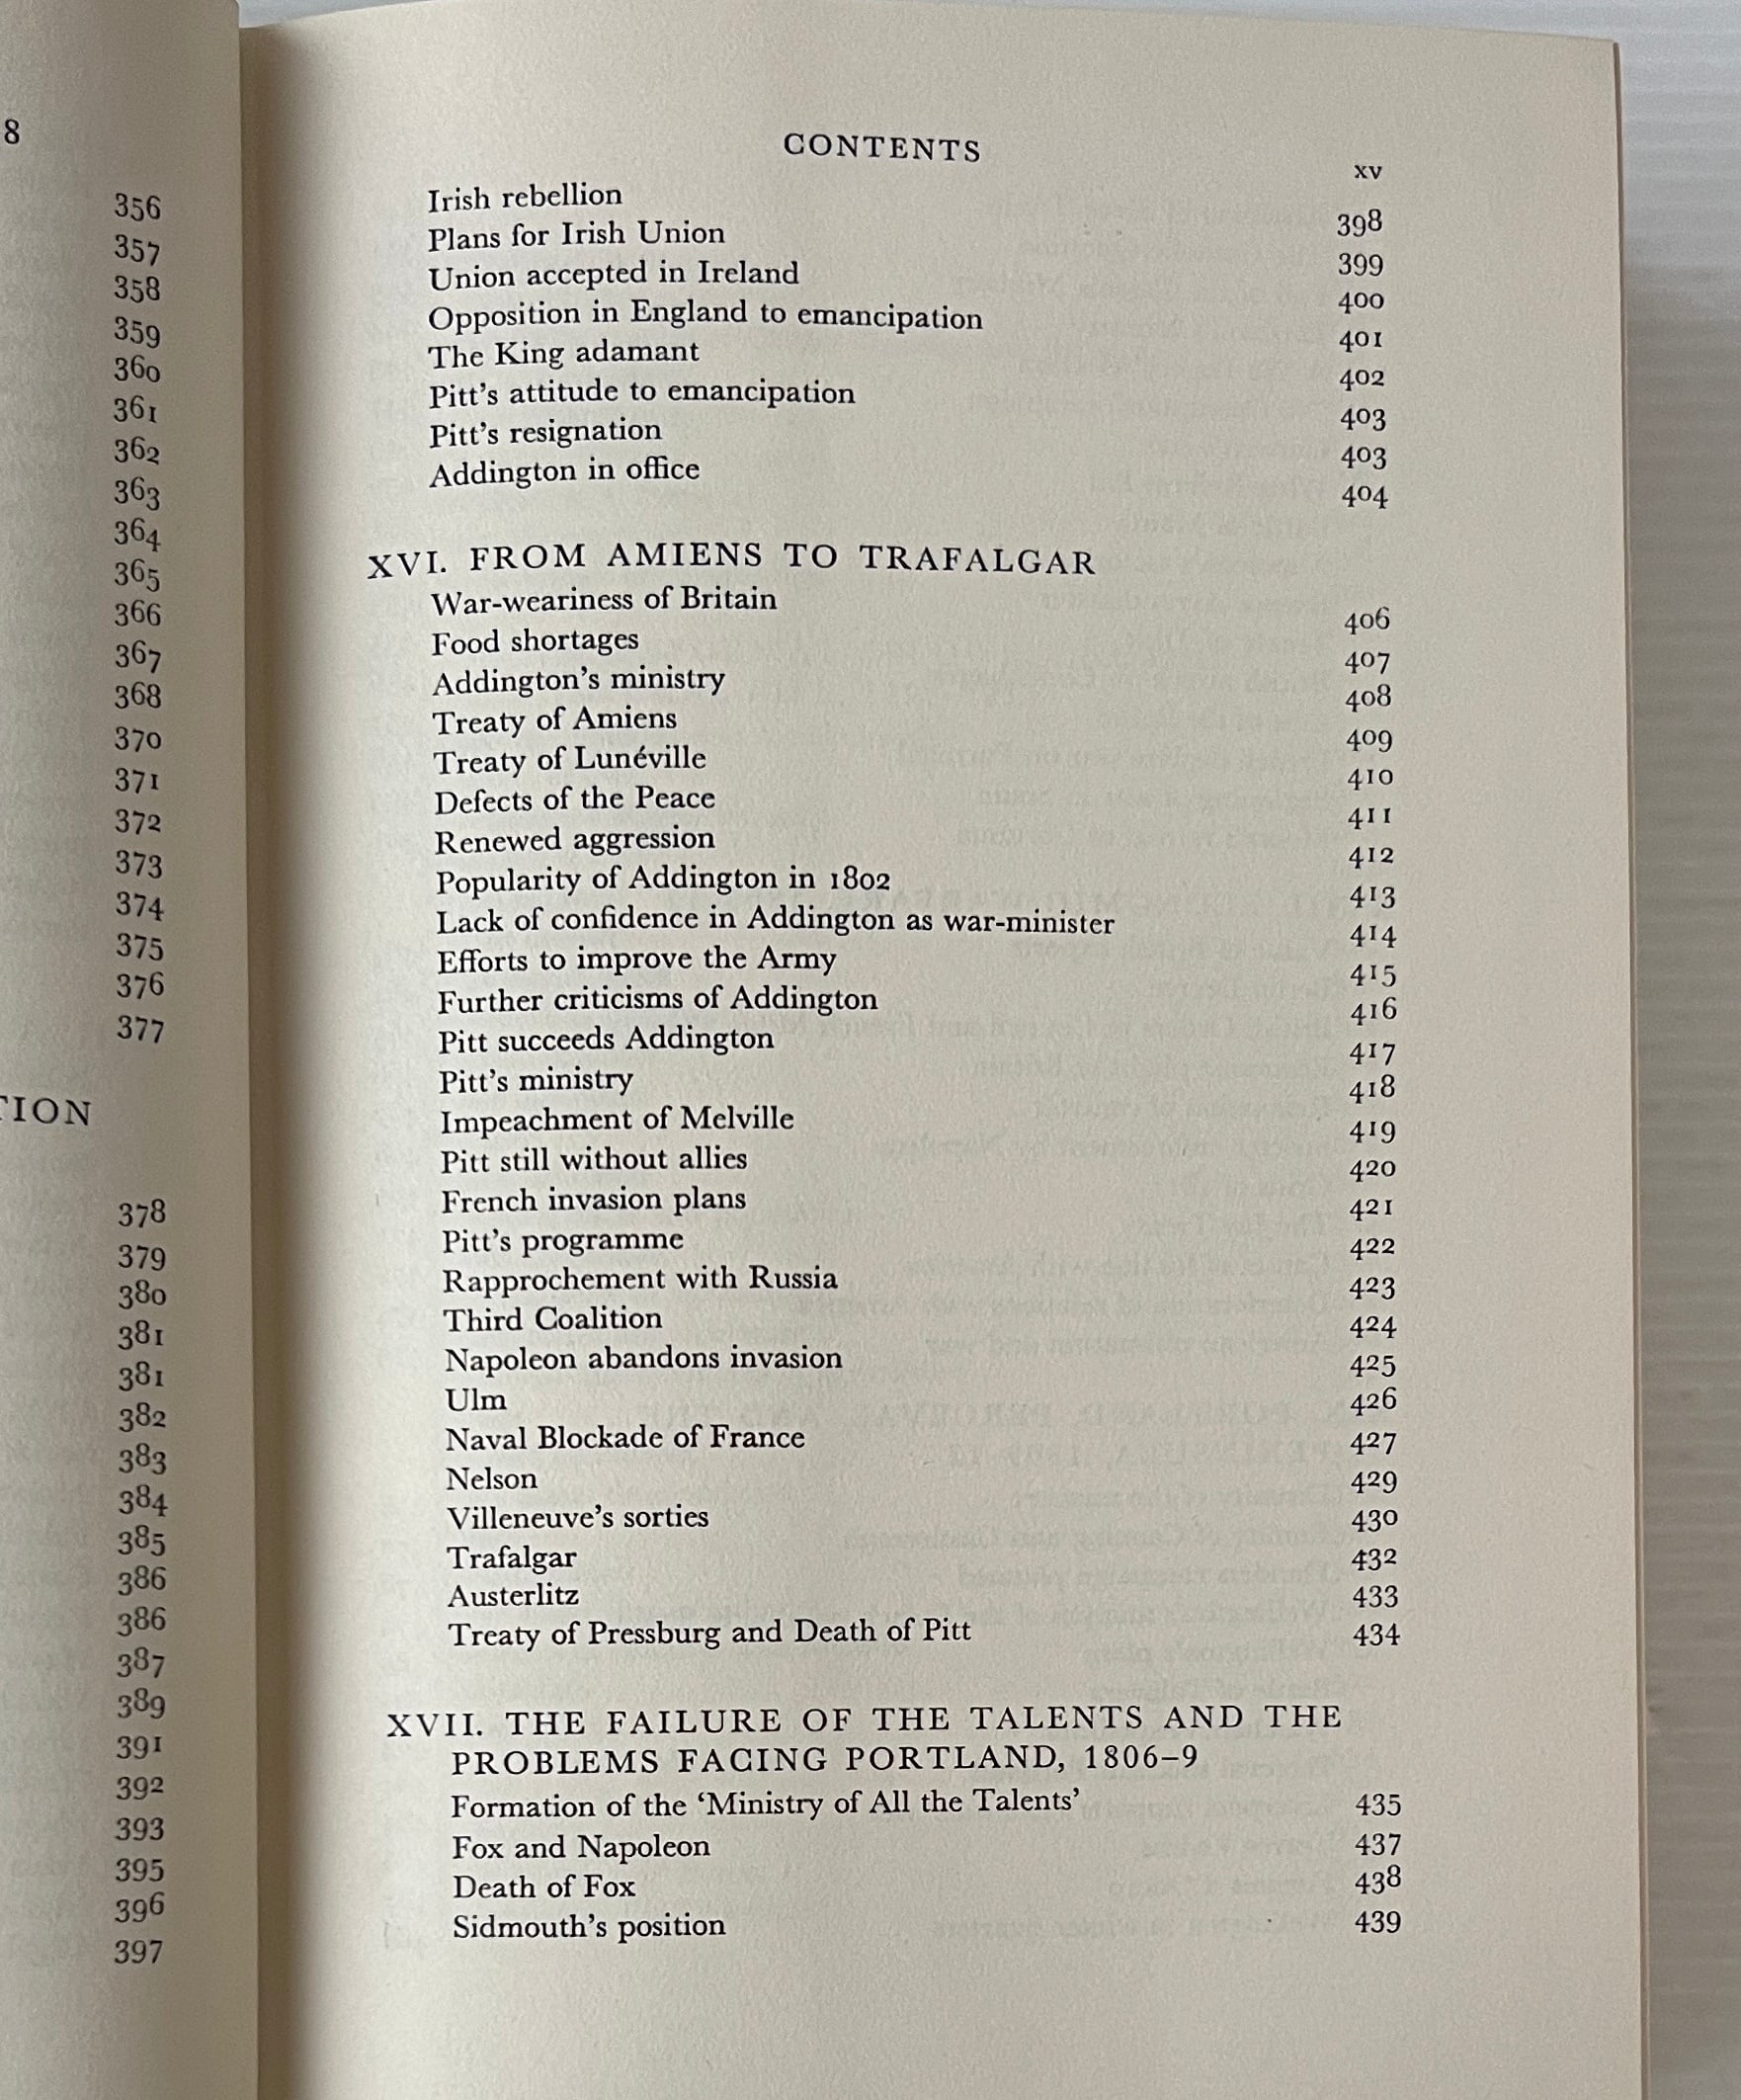 8
356
357
358
359
360
361
362
363
364
365
366
367
368
370
371
372
373
374
375
376
377
TION
378
379
380
381
381
382
383
384
385
386
386
387
389
391
392
393
395
396
397
CONTENTS xv
Irish rebellion 398
Plans for Irish Union 399
Union accepted in Ireland 400
Opposition in England to emancipation 401
The King adamant 402
Pitt's attitude to emancipation 403
Pitt's resignation 403
Addington in office 404
XVI. FROM AMIENS TO TRAFALGAR
War-weariness of Britain 406
Food shortages 407
Addington's ministry 408
Treaty of Amiens 409
Treaty of Lunéville 410
Defects of the Peace 411
Renewed aggression 412
Popularity of Addington in 1802 413
Lack of confidence in Addington as war-minister 414
Efforts to improve the Army 415
Further criticisms of Addington 416
Pitt succeeds Addington 417
Pitt's ministry 418
Impeachment of Melville 419
Pitt still without allies 420
French invasion plans 421
Pitt's programme 422
Rapprochement with Russia 423
Third Coalition 424
Napoleon abandons invasion 425
Ulm 426
Naval Blockade of France 427
Nelson 429
Villeneuve's sorties 430
Trafalgar 432
Austerlitz 433
Treaty of Pressburg and Death of Pitt 434
XVII. THE FAILURE OF THE TALENTS AND THE
PROBLEMS FACING PORTLAND, 1806–9
Formation of the ‘Ministry of All the Talents’ 435
Fox and Napoleon 437
Death of Fox 438
Sidmouth's position 439